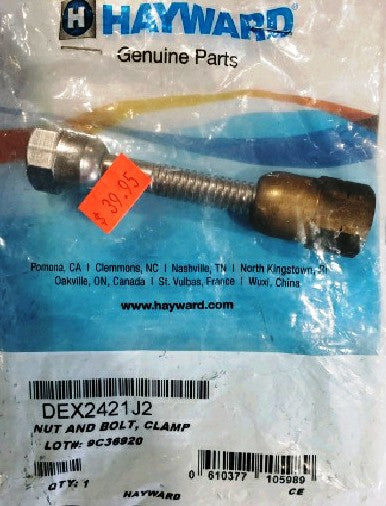 H HAYWARD
Genuine Parts
$39.95
Pomona, CA | Clemmons, NC | Nashville, TN | North Kingstown, RI
Oakville, ON, Canada | St. Vulbas, France | Wuxi, China
www.hayward.com
DEX2421J2
NUT AND BOLT, CLAMP
LOT#: 9C36920
QTY: 1
HAYWARD
0 610377 105989
CE